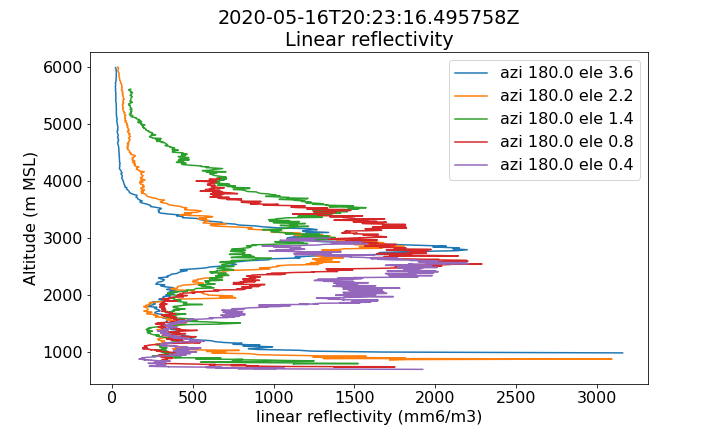 2020-05-16T20:23:16.495758Z
Linear reflectivity
6000
5000
4000
3000
2000
1000
Altitude (m MSL)
azi 180.0 ele 3.6
azi 180.0 ele 2.2
azi 180.0 ele 1.4
azi 180.0 ele 0.8
azi 180.0 ele 0.4
0 500 1000 1500 2000 2500 3000
linear reflectivity (mm6/m3)